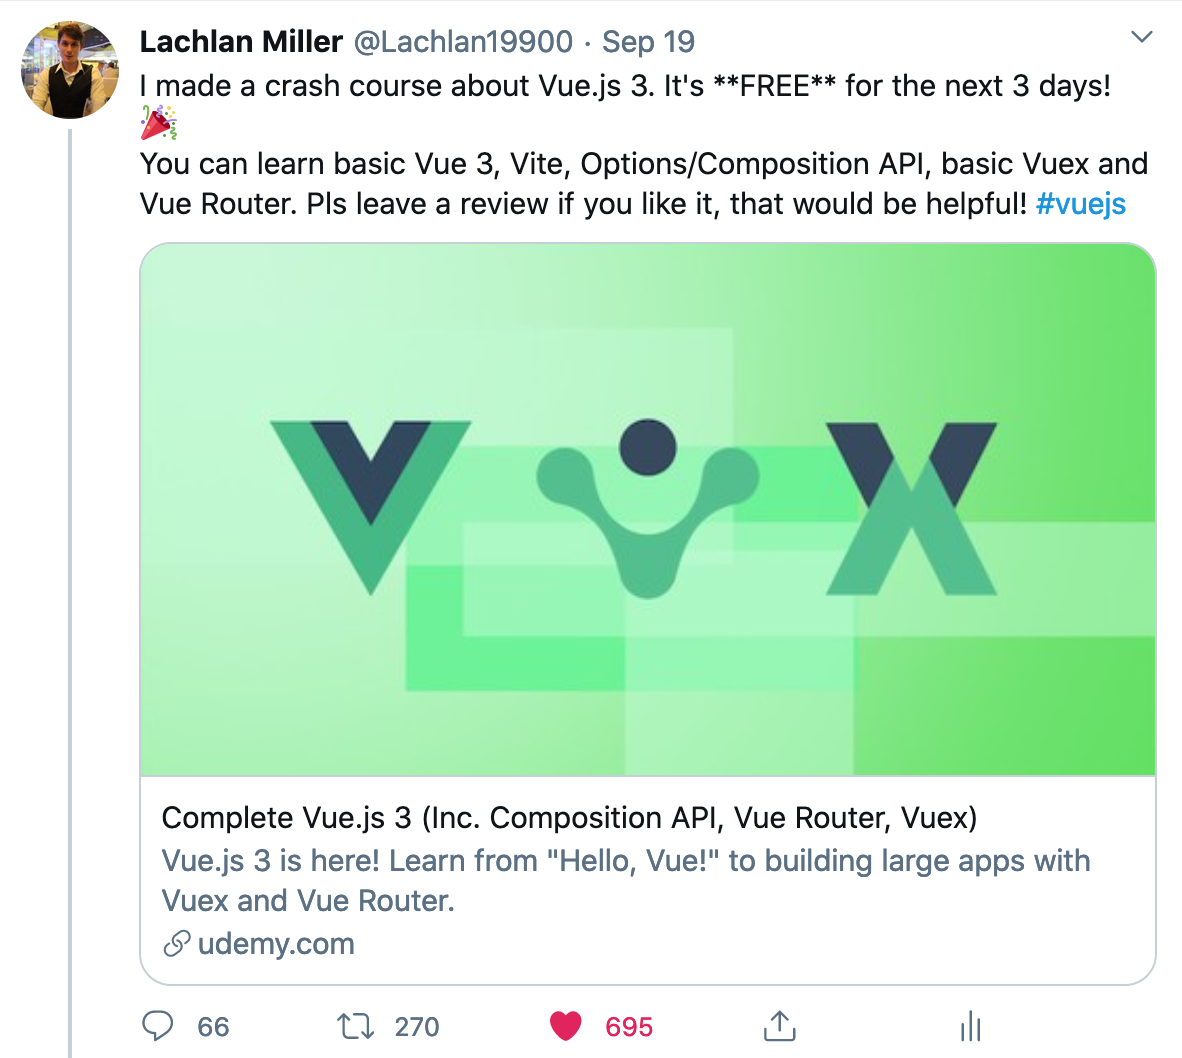 Lachlan Miller @Lachlan19900 · Sep 19
I made a crash course about Vue.js 3. It's **FREE** for the next 3 days!
🎉
You can learn basic Vue 3, Vite, Options/Composition API, basic Vuex and
Vue Router. Pls leave a review if you like it, that would be helpful! #vuejs
Complete Vue.js 3 (Inc. Composition API, Vue Router, Vuex)
Vue.js 3 is here! Learn from "Hello, Vue!" to building large apps with
Vuex and Vue Router.
udemy.com
66 270 695